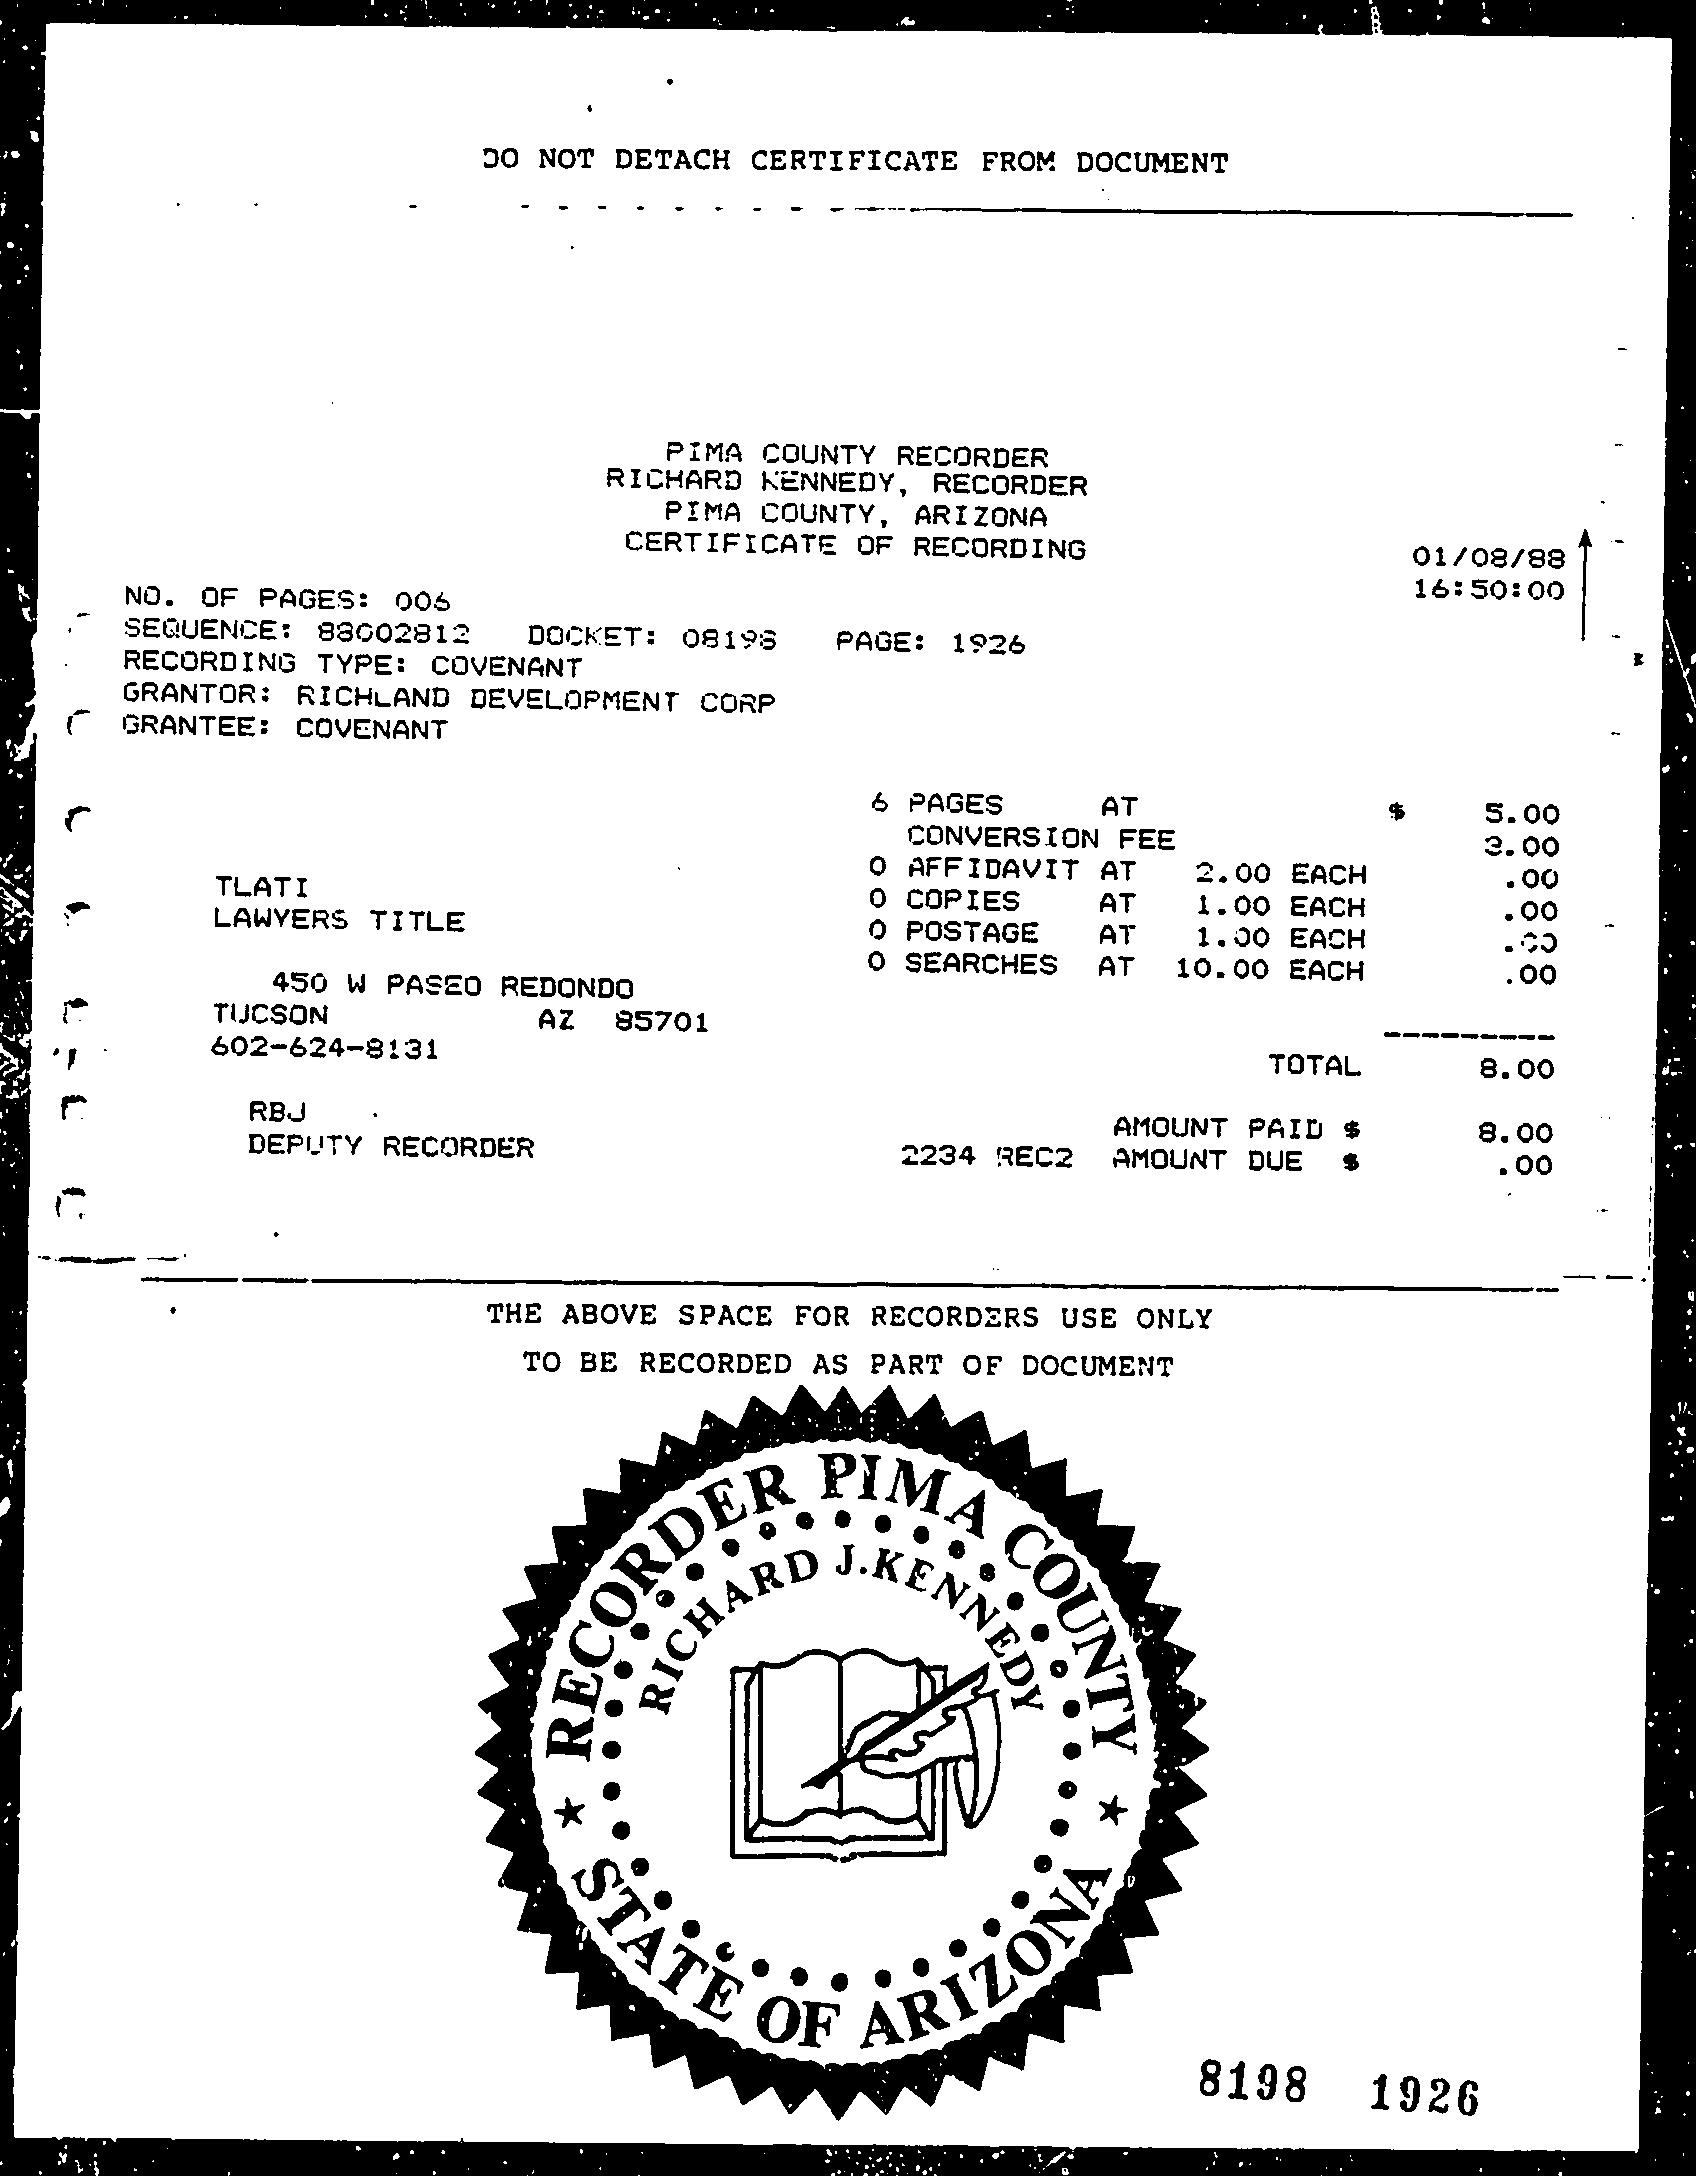 DO NOT DETACH CERTIFICATE FROM DOCUMENT
PIMA COUNTY RECORDER
RICHARD KENNEDY, RECORDER
PIMA COUNTY, ARIZONA
CERTIFICATE OF RECORDING
01/08/88
16:50:00
NO. OF PAGES: 006
SEQUENCE: 88002812 DOCKET: 08198 PAGE: 1926
RECORDING TYPE: COVENANT
GRANTOR: RICHLAND DEVELOPMENT CORP
GRANTEE: COVENANT
6 PAGES AT $ 5.00
CONVERSION FEE 3.00
0 AFFIDAVIT AT 2.00 EACH .00
0 COPIES AT 1.00 EACH .00
0 POSTAGE AT 1.00 EACH .00
0 SEARCHES AT 10.00 EACH .00
TLATI
LAWYERS TITLE
450 W PASEO REDONDO
TUCSON AZ 85701
602-624-8131
TOTAL 8.00
RBJ
DEPUTY RECORDER
AMOUNT PAID $ 8.00
2234 REC2 AMOUNT DUE $ .00
THE ABOVE SPACE FOR RECORDERS USE ONLY
TO BE RECORDED AS PART OF DOCUMENT
RECORDER PIMA COUNTY
RICHARD J. KENNEDY
STATE OF ARIZONA
8198 1926